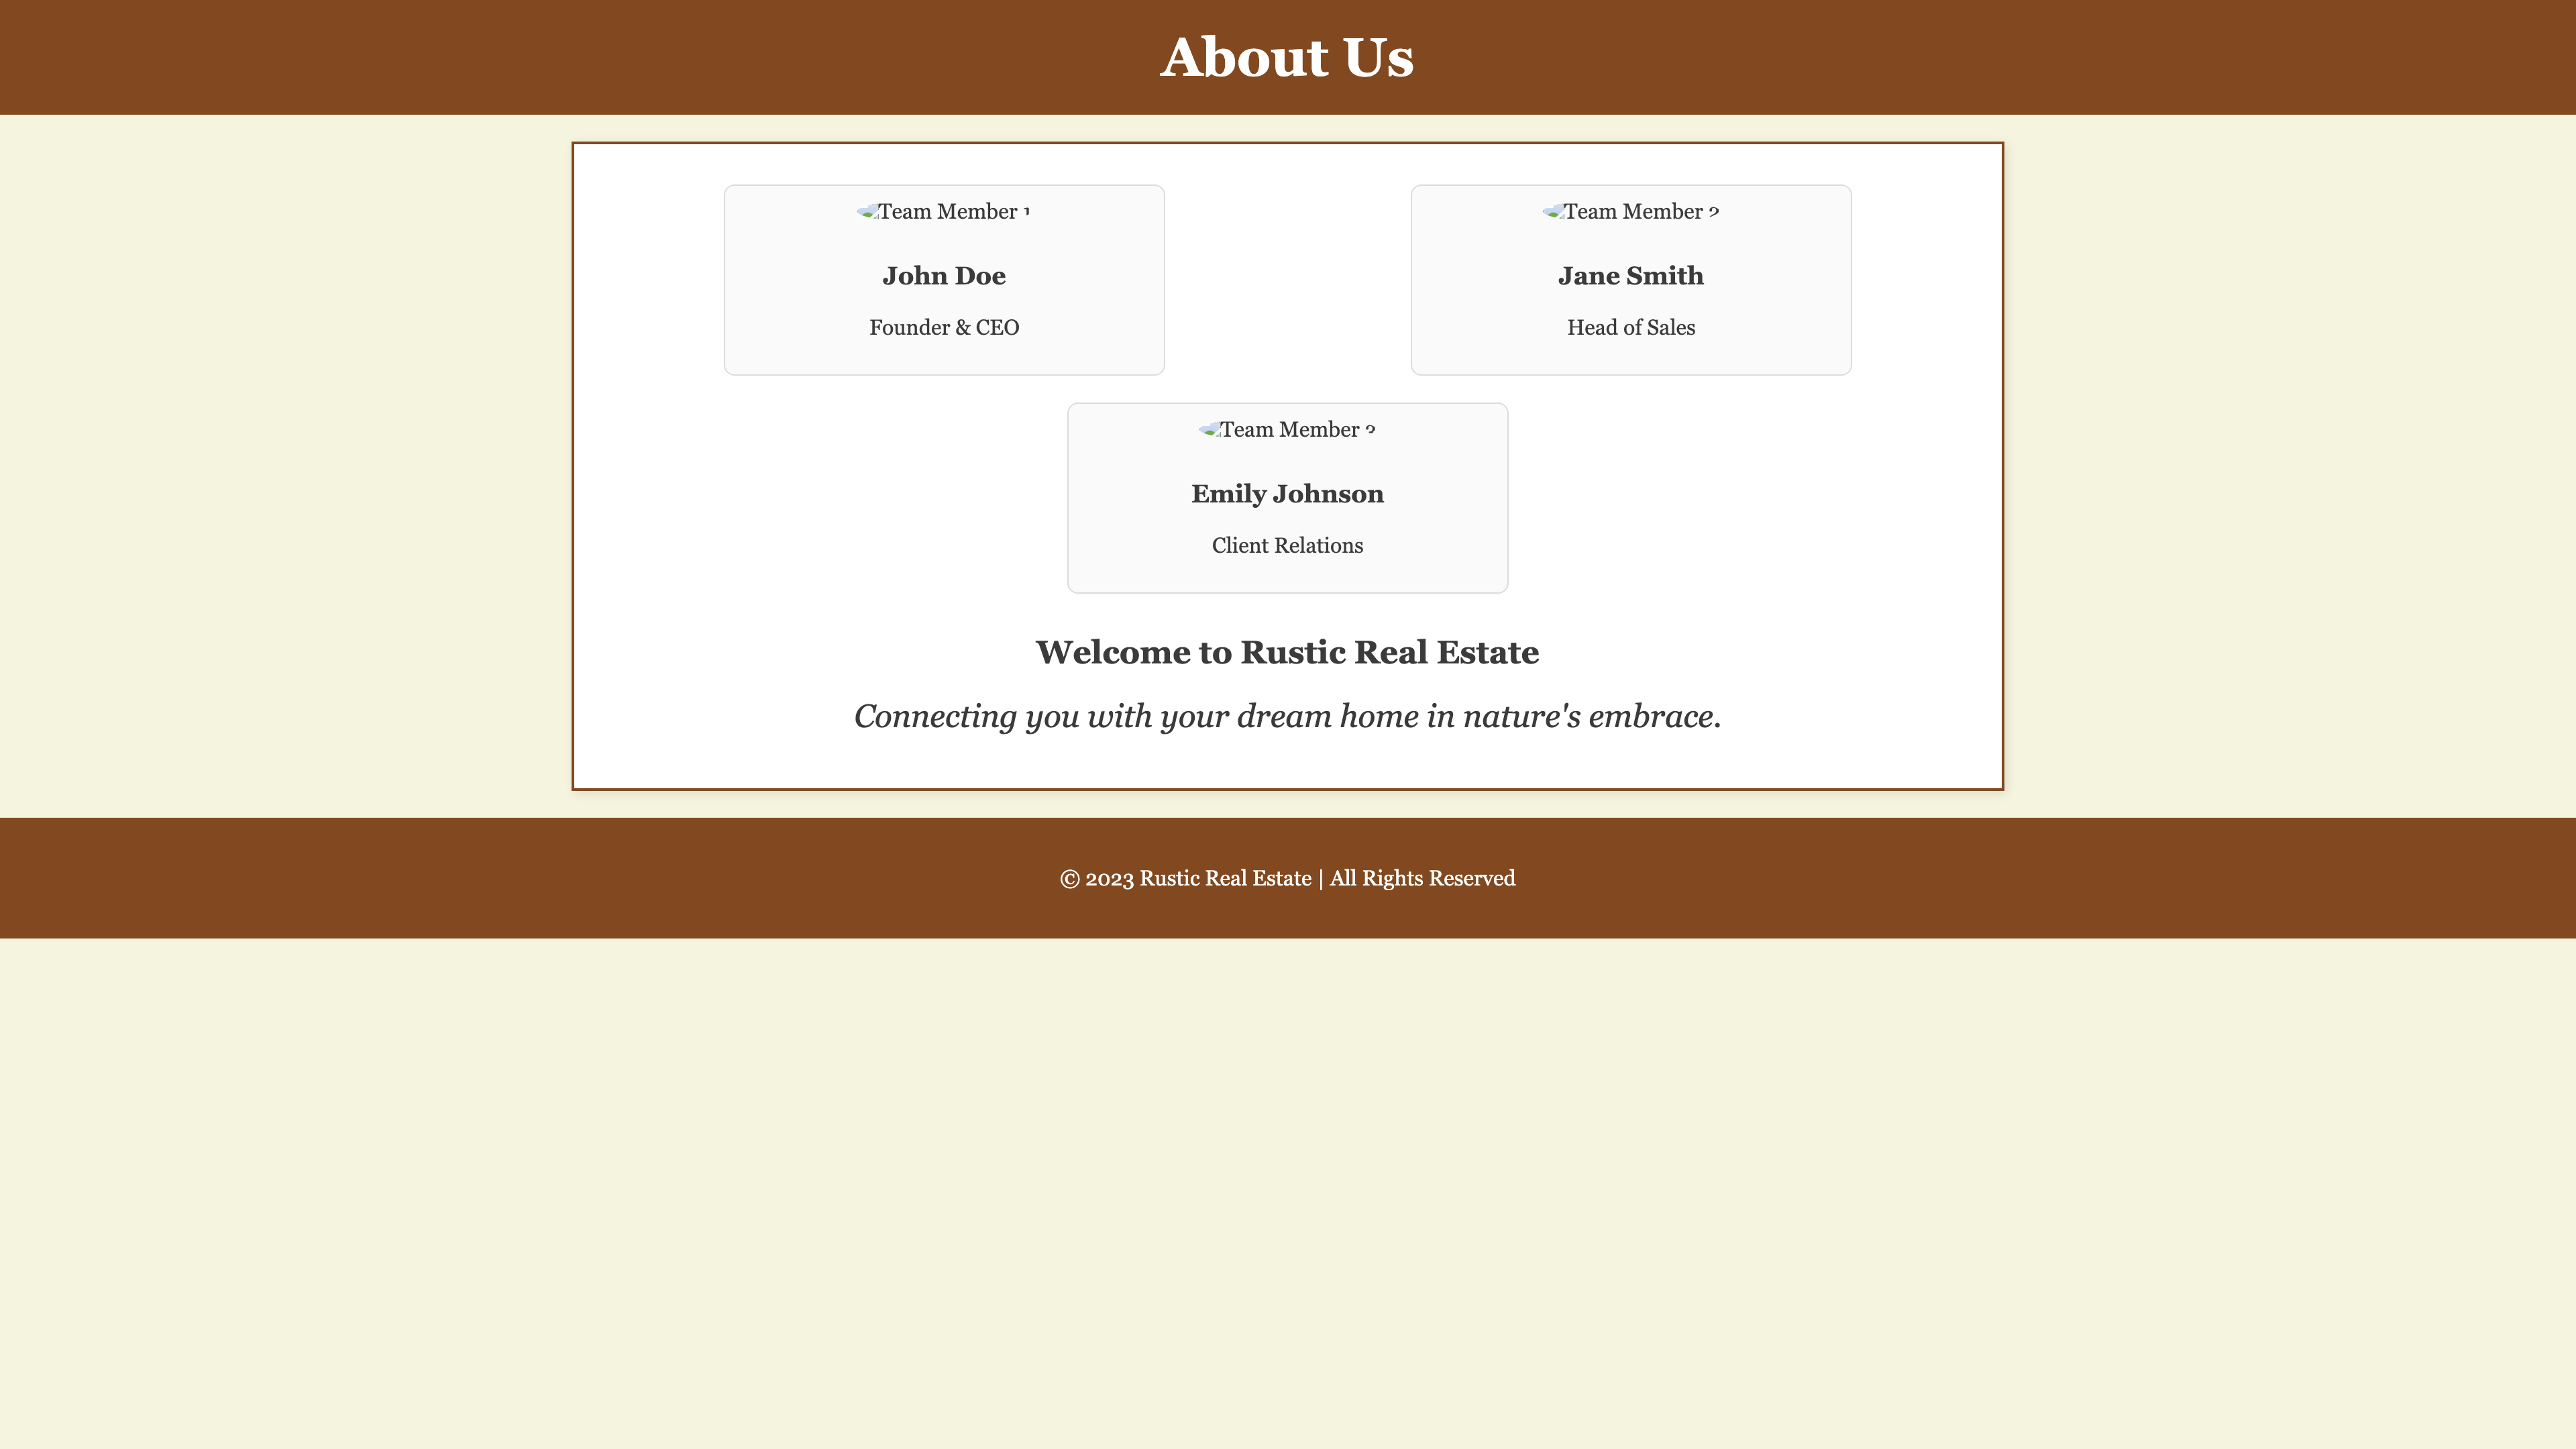 About Us
Team Member 1
Team Member 2
John Doe
Jane Smith
Founder & CEO
Head of Sales
Team Member 3
Emily Johnson
Client Relations
Welcome to Rustic Real Estate
Connecting you with your dream home in nature's embrace.
© 2023 Rustic Real Estate | All Rights Reserved